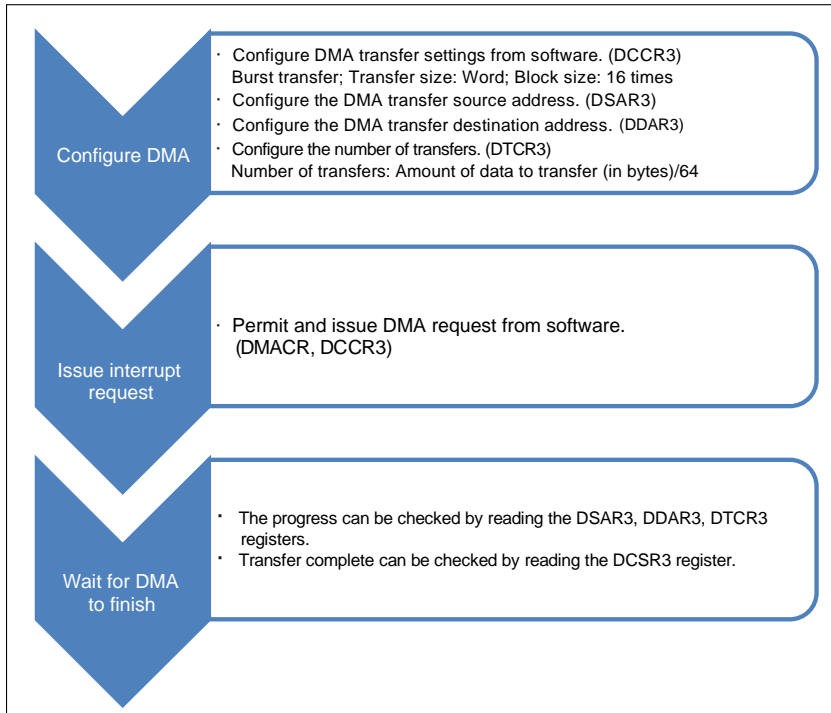 Configure DMA
· Configure DMA transfer settings from software. (DCCR3)
Burst transfer; Transfer size: Word; Block size: 16 times
· Configure the DMA transfer source address. (DSAR3)
· Configure the DMA transfer destination address. (DDAR3)
· Configure the number of transfers. (DTCR3)
Number of transfers: Amount of data to transfer (in bytes)/64
Issue interrupt
request
· Permit and issue DMA request from software.
(DMACR, DCCR3)
Wait for DMA
to finish
· The progress can be checked by reading the DSAR3, DDAR3, DTCR3
registers.
· Transfer complete can be checked by reading the DCSR3 register.